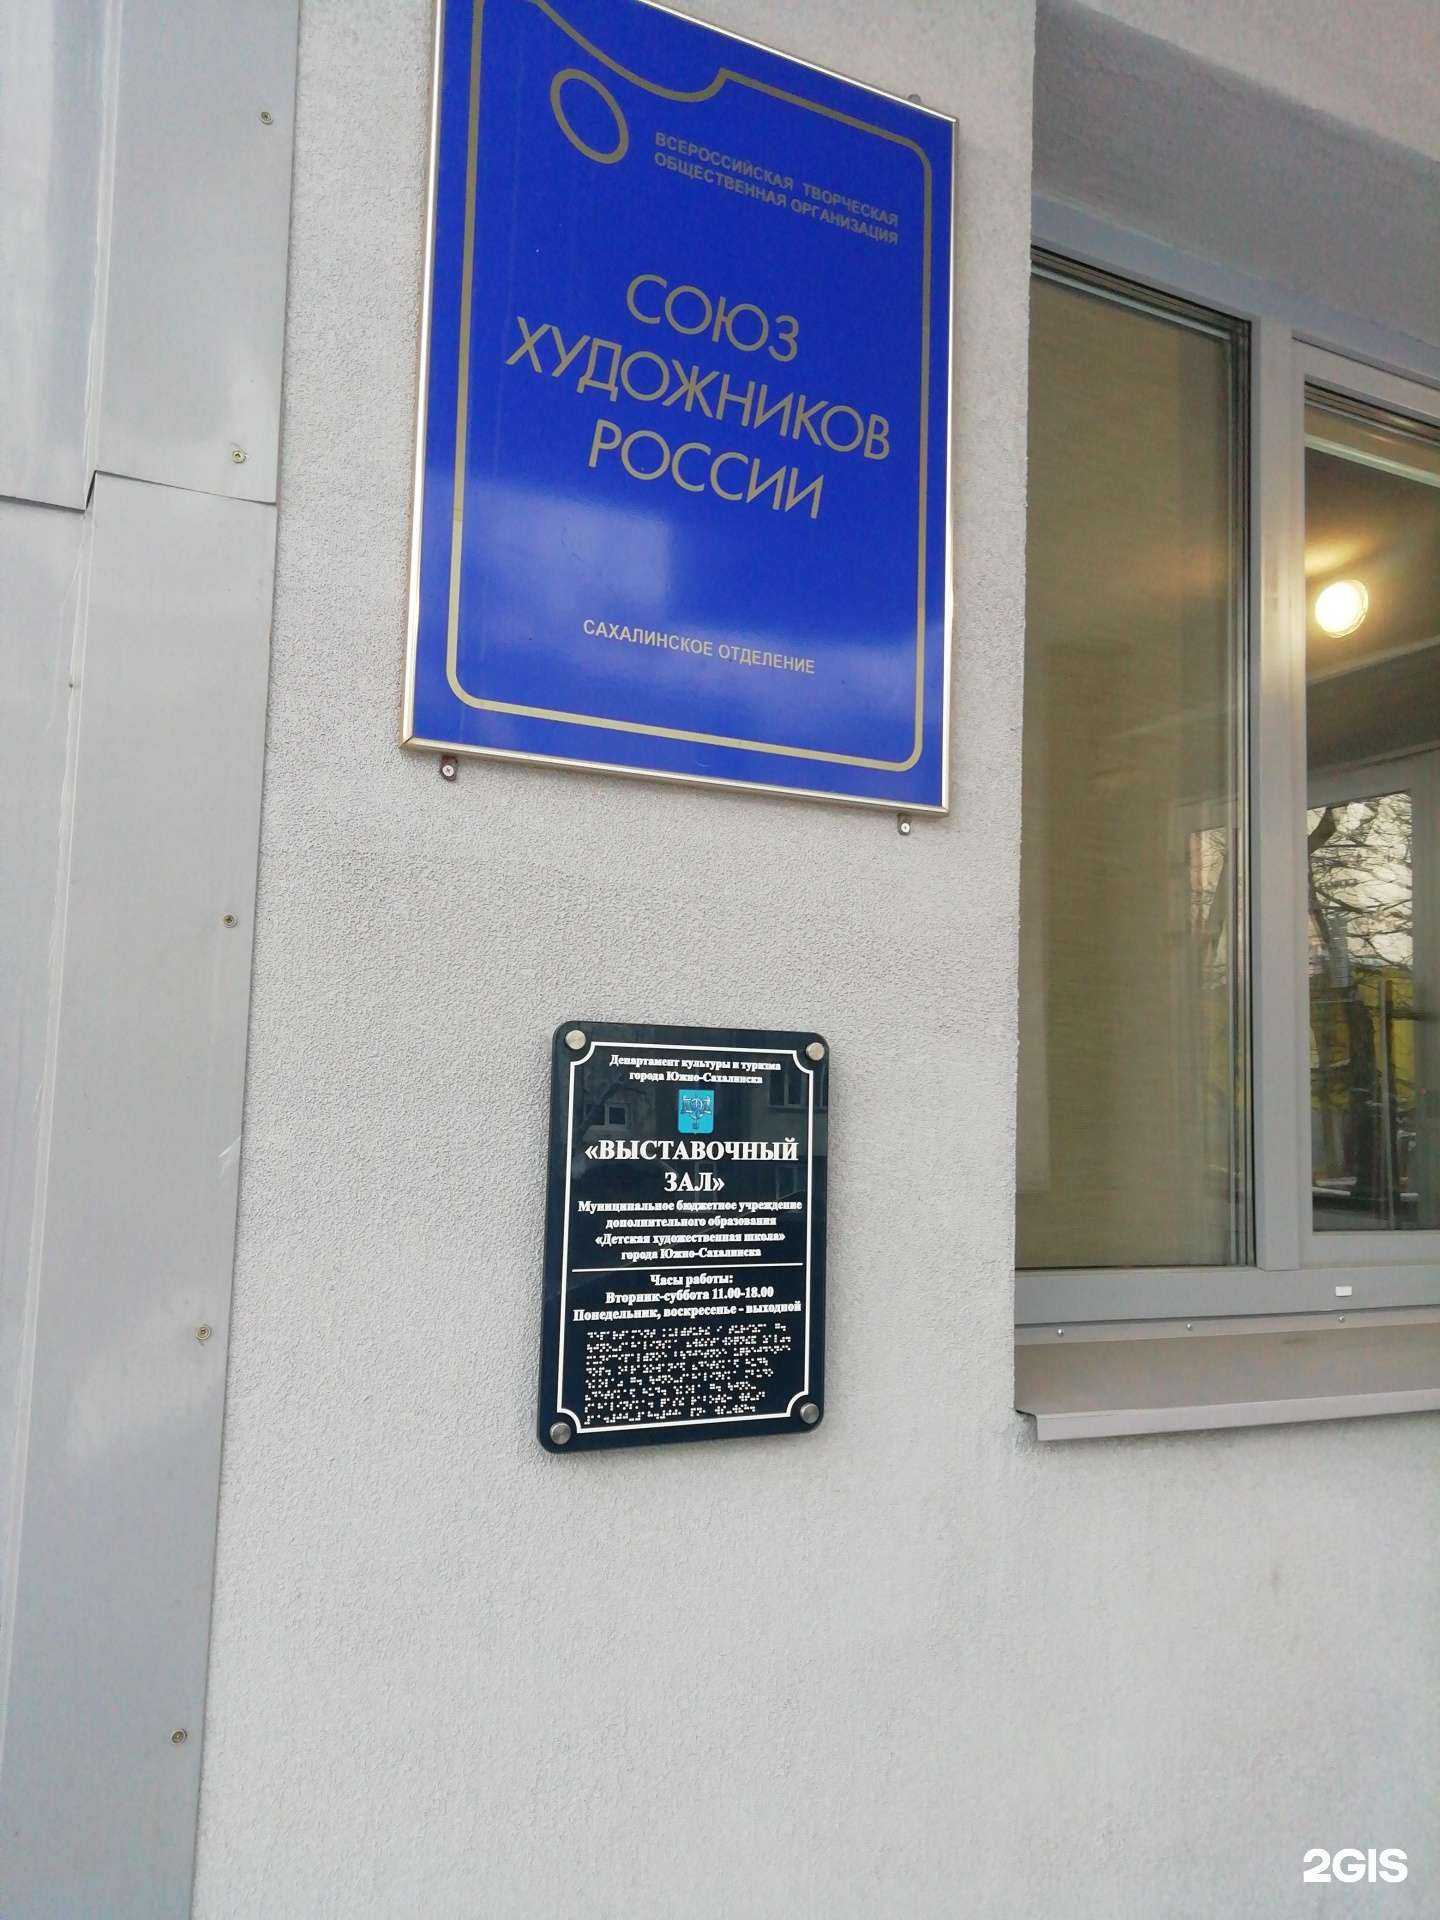 ВСЕРОССИЙСКАЯ ТВОРЧЕСКАЯ
ОБЩЕСТВЕННАЯ ОРГАНИЗАЦИЯ
СОЮЗ
ХУДОЖНИКОВ
РОССИИ
САХАЛИНСКОЕ ОТДЕЛЕНИЕ
Департамент культуры и туризма
города Южно-Сахалинска
«ВЫСТАВОЧНЫЙ
ЗАЛ»
Муниципальное бюджетное учреждение
дополнительного образования
«Детская художественная школа»
города Южно-Сахалинска
Часы работы:
Вторник-суббота 11.00-18.00
Понедельник, воскресенье - выходной
2GIS